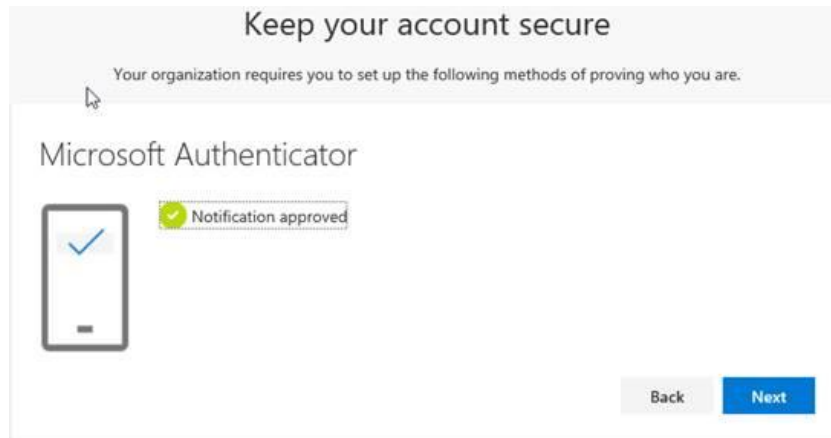 Keep your account secure
Your organization requires you to set up the following methods of proving who you are.
Microsoft Authenticator
Notification approved
Back
Next